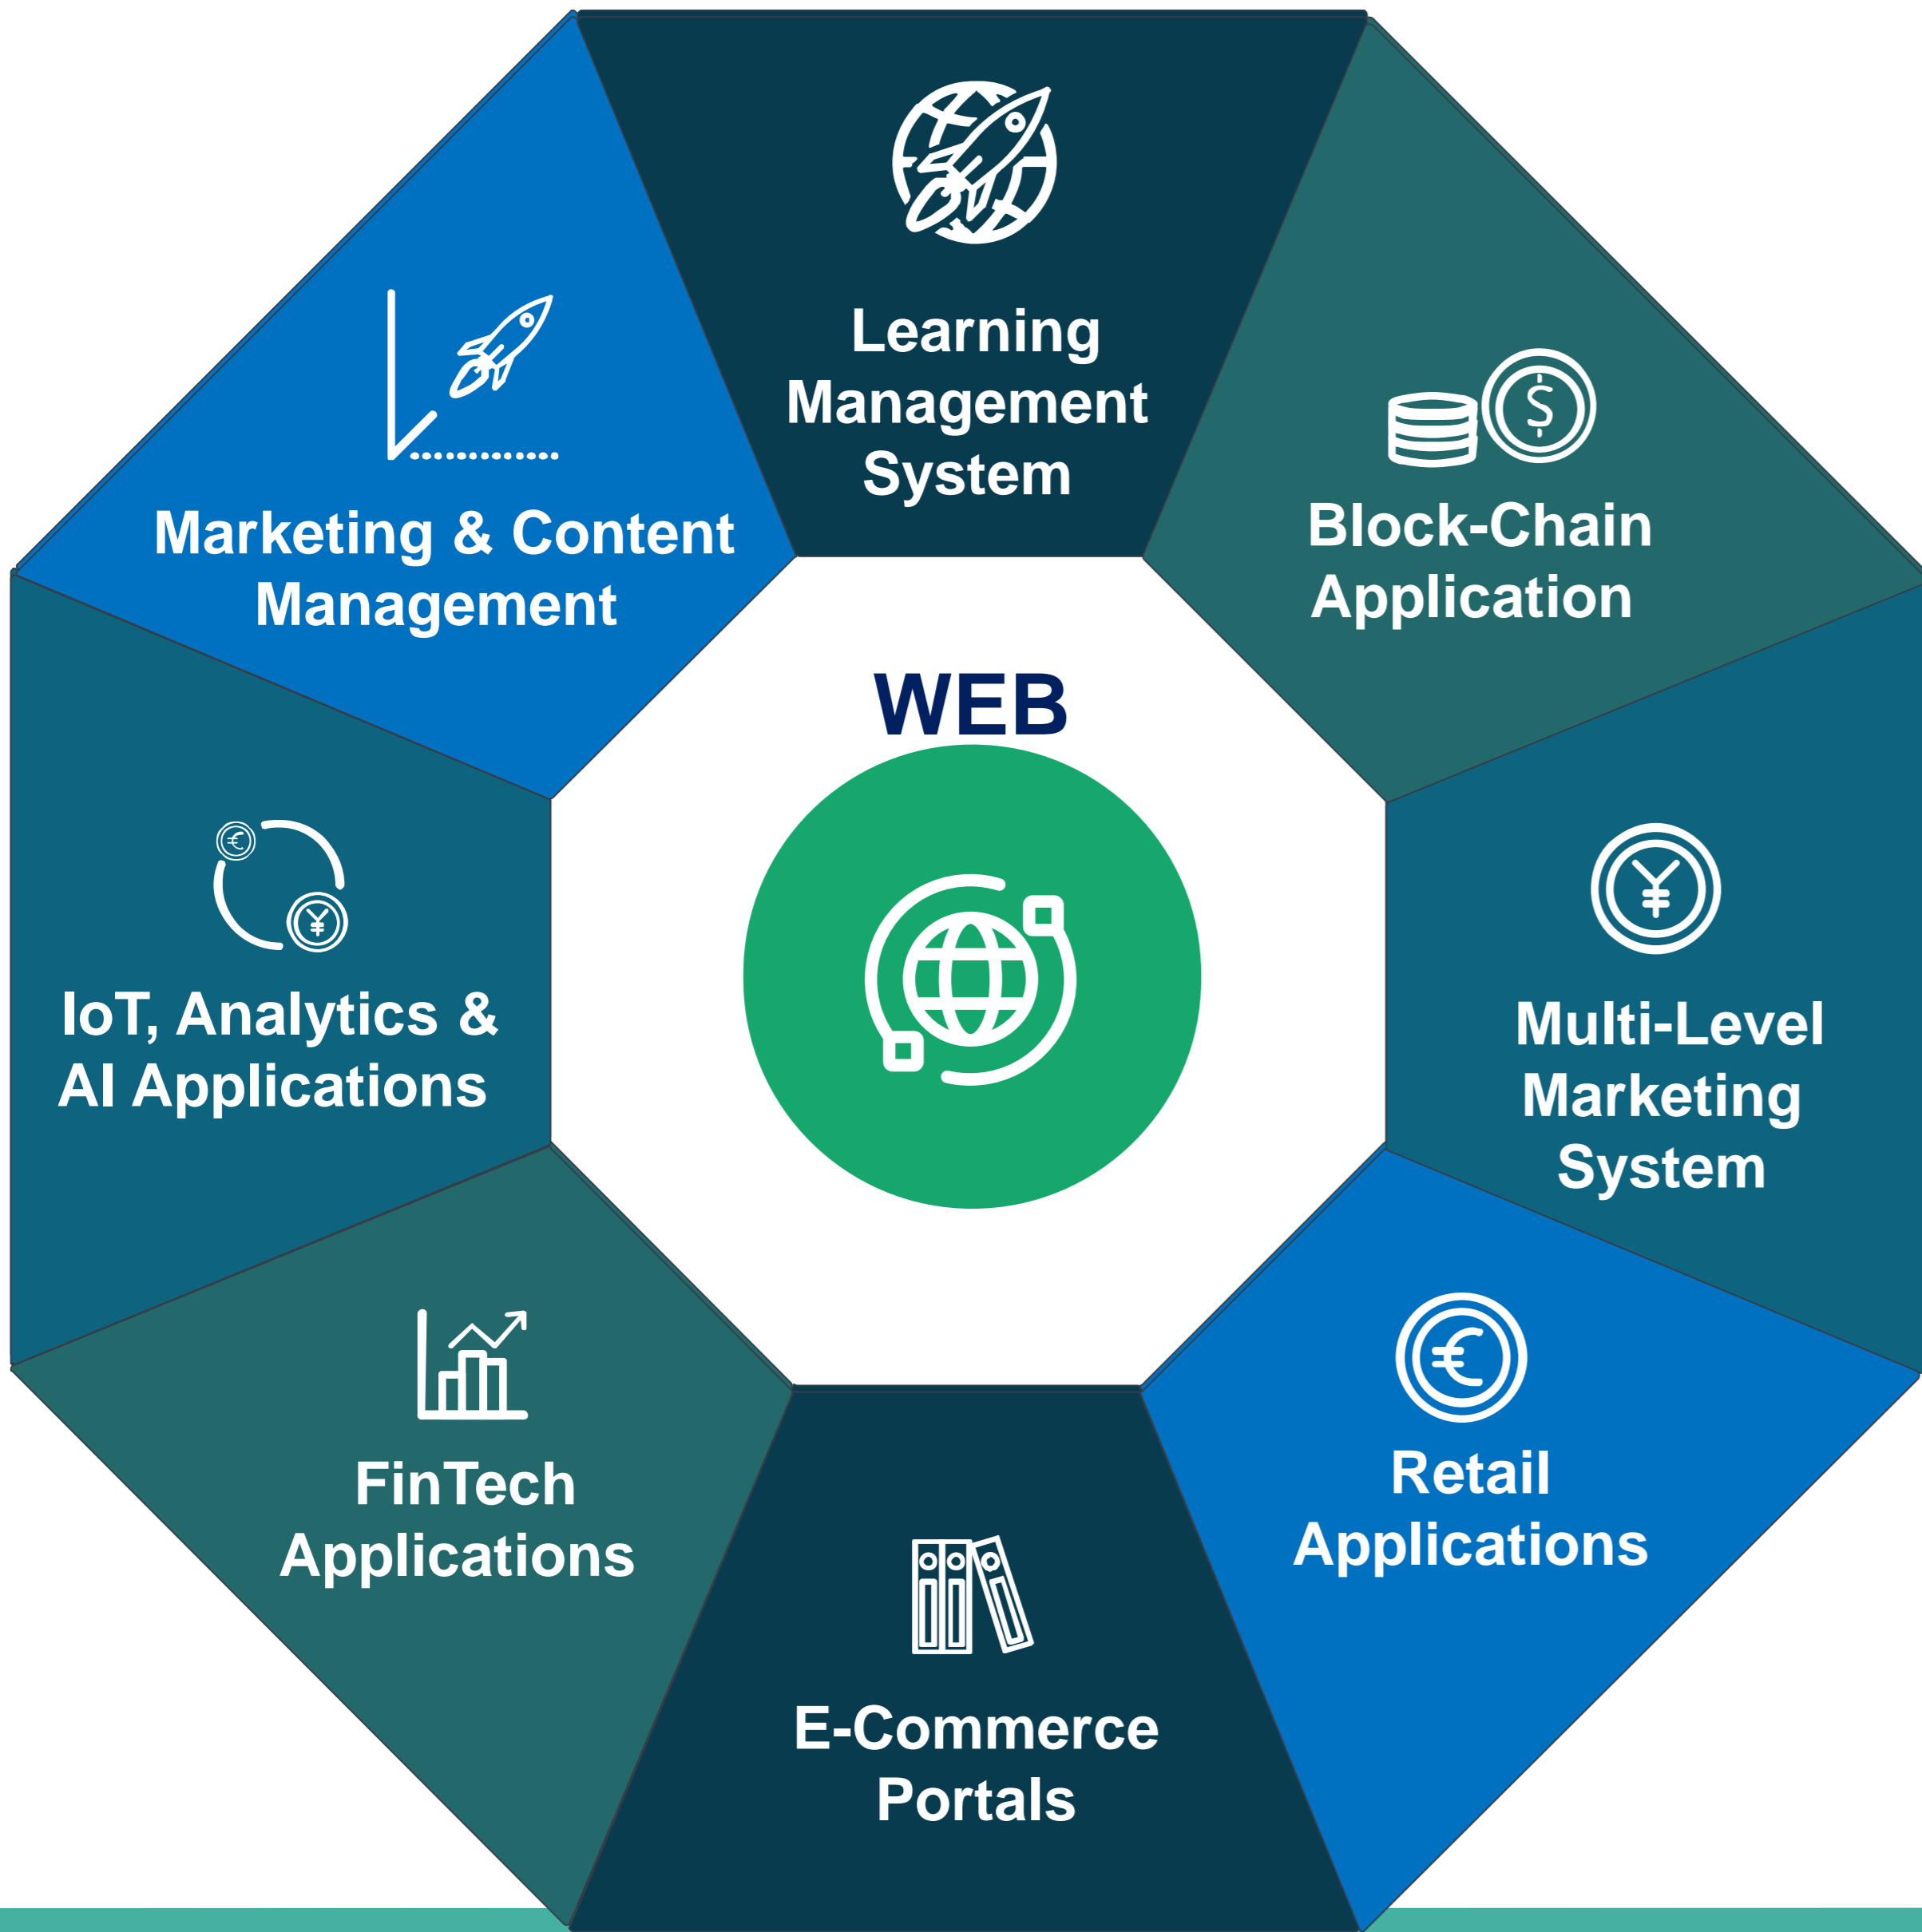 Learning
Management
System
Block-Chain
Application
Marketing & Content
Management
WEB
IoT, Analytics &
AI Applications
Multi-Level
Marketing
System
FinTech
Applications
Retail
Applications
E-Commerce
Portals